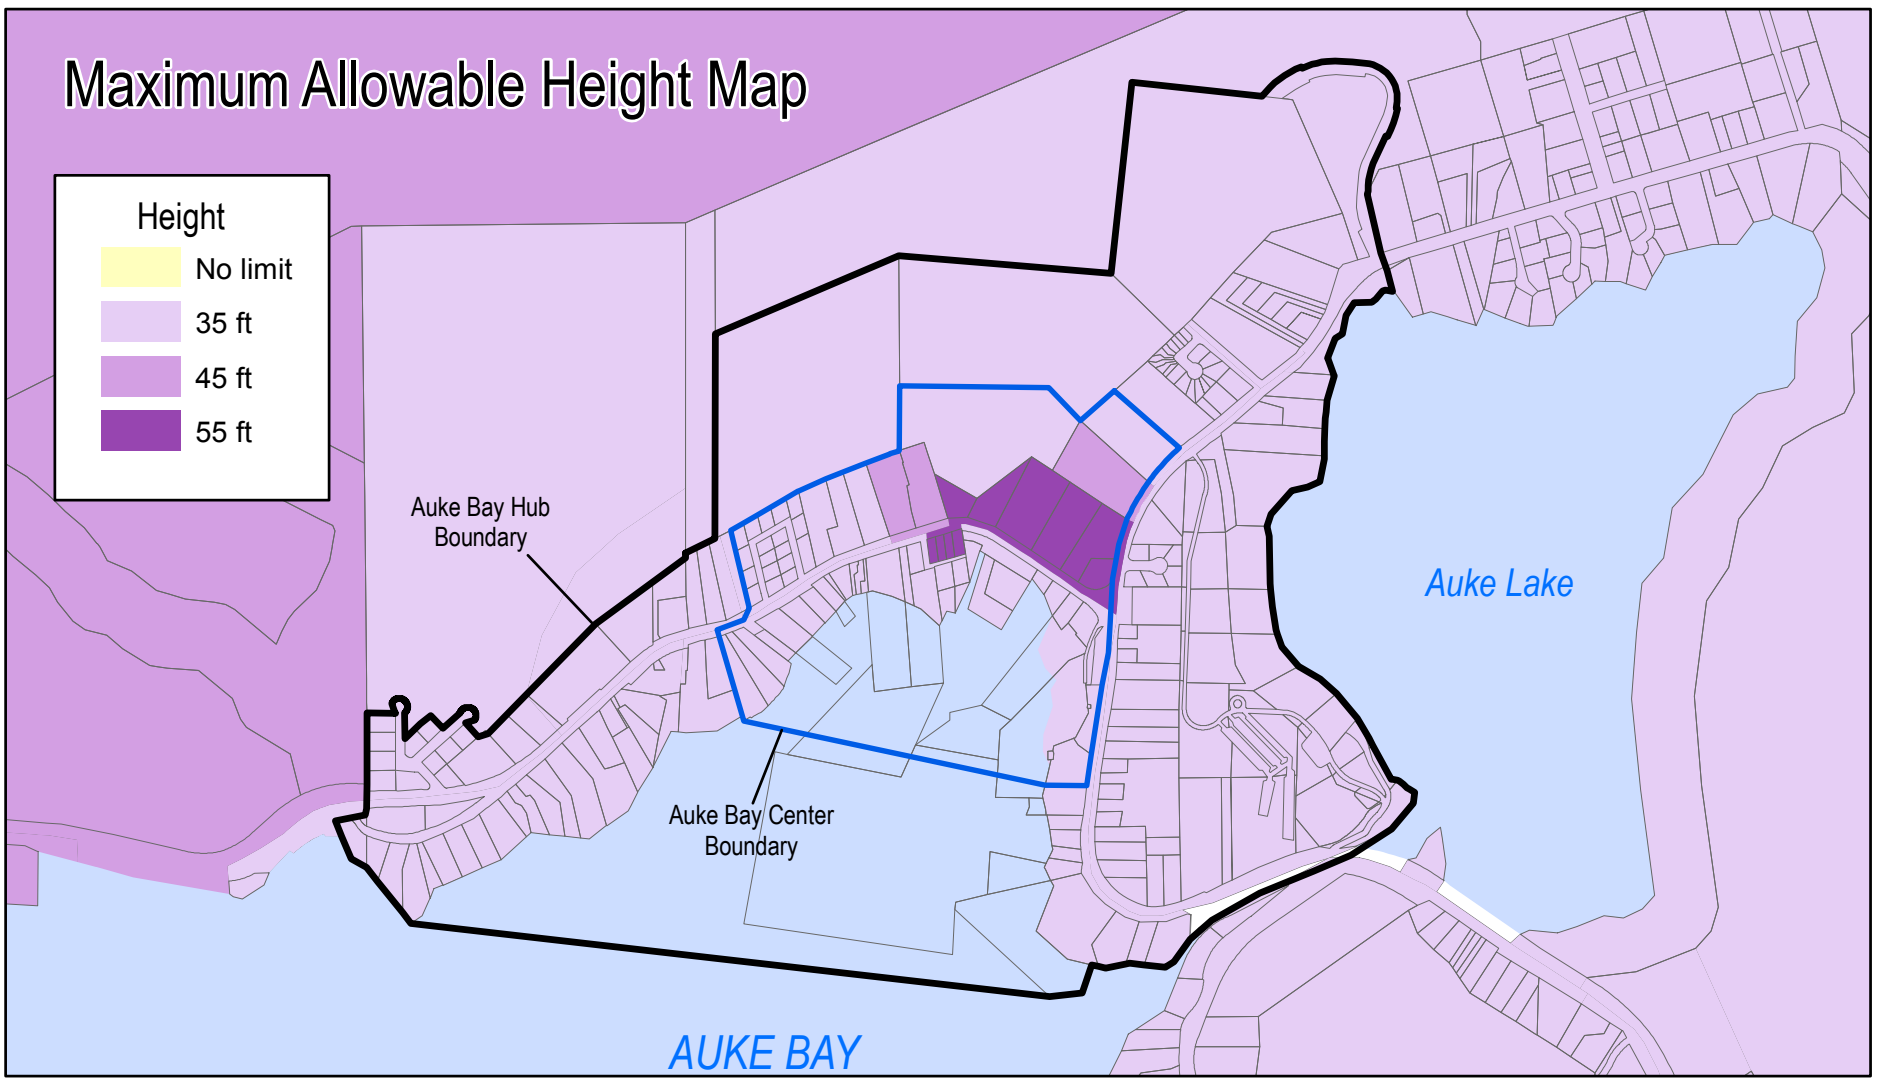 Maximum Allowable Height Map
Height
No limit
35 ft
45 ft
55 ft
Auke Bay Hub
Boundary
Auke Lake
Auke Bay Center
Boundary
AUKE BAY